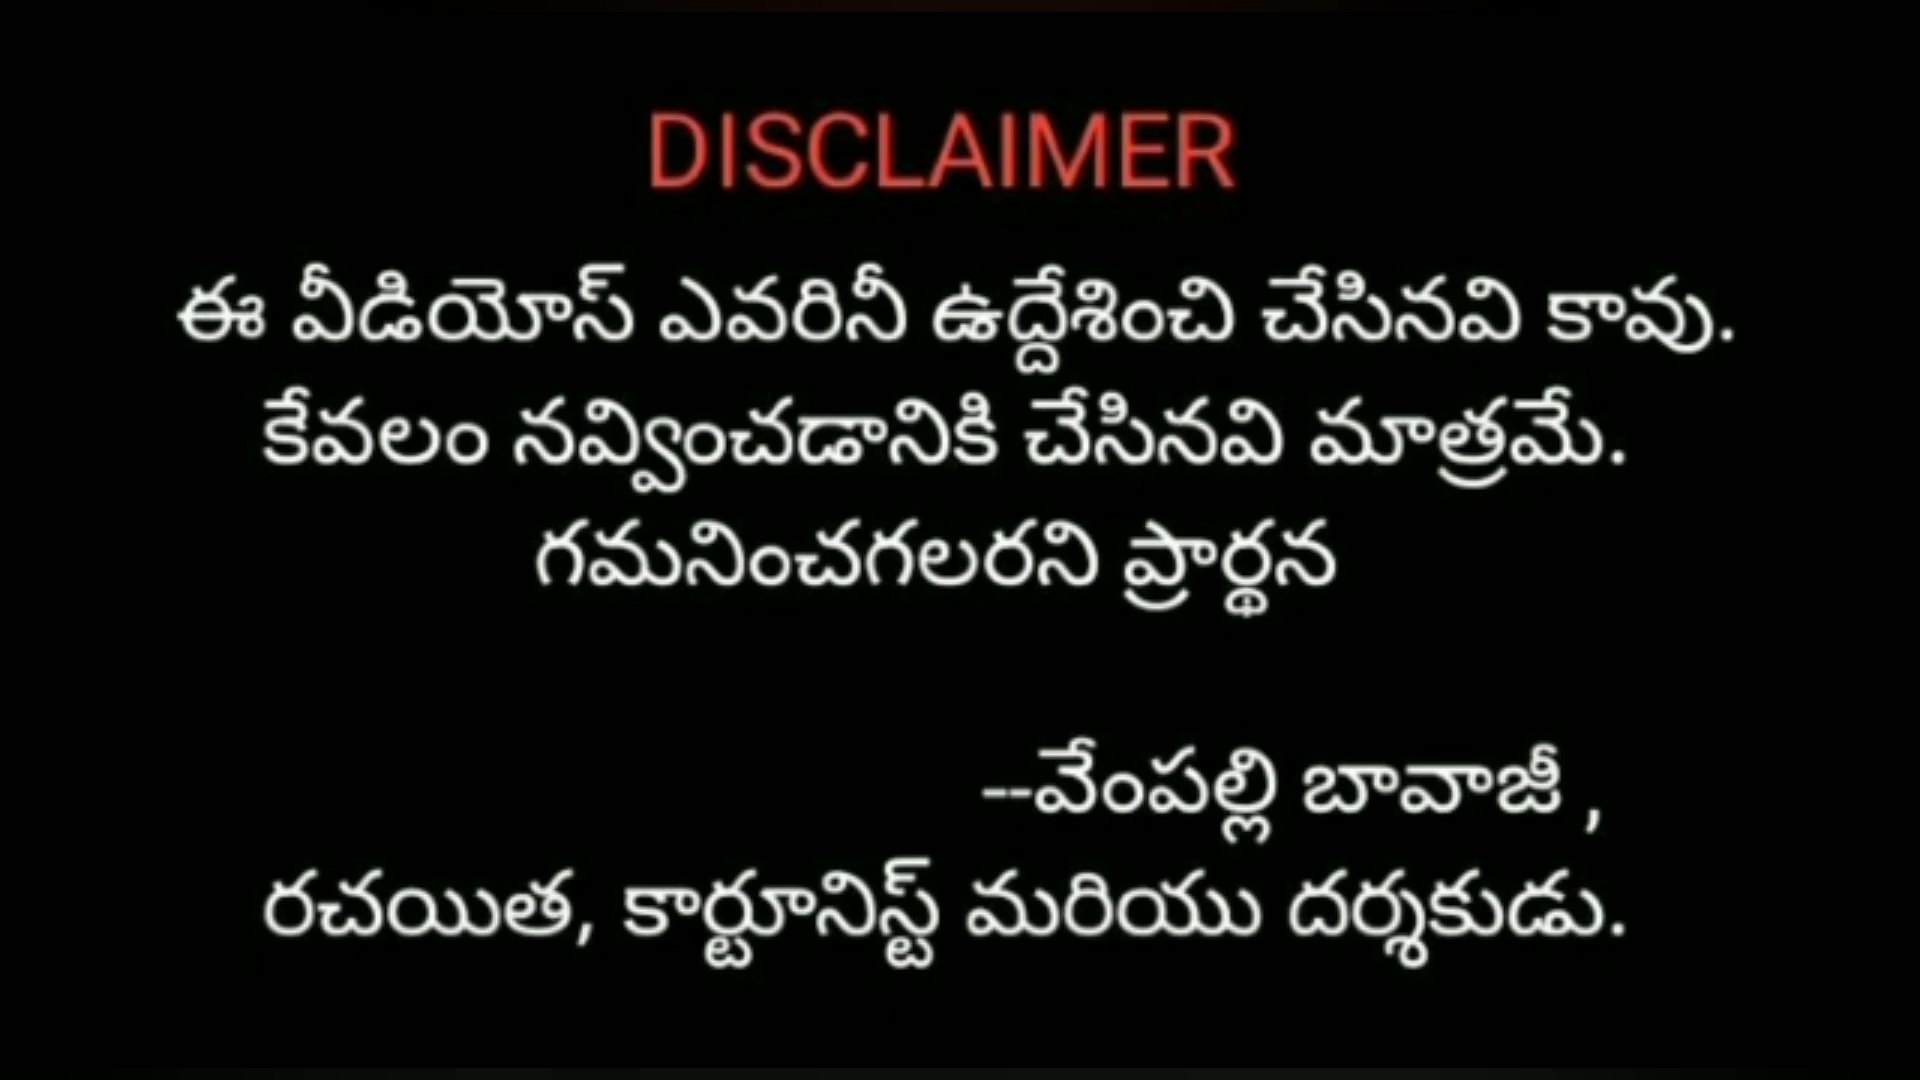 DISCLAIMER
ఈ వీడియోస్ ఎవరినీ ఉద్దేశించి చేసినవి కావు.
కేవలం నవ్వించడానికి చేసినవి మాత్రమే.
గమనించగలరని ప్రార్థన
--వేంపల్లి బావాజీ ,
రచయిత, కార్టూనిస్ట్ మరియు దర్శకుడు.